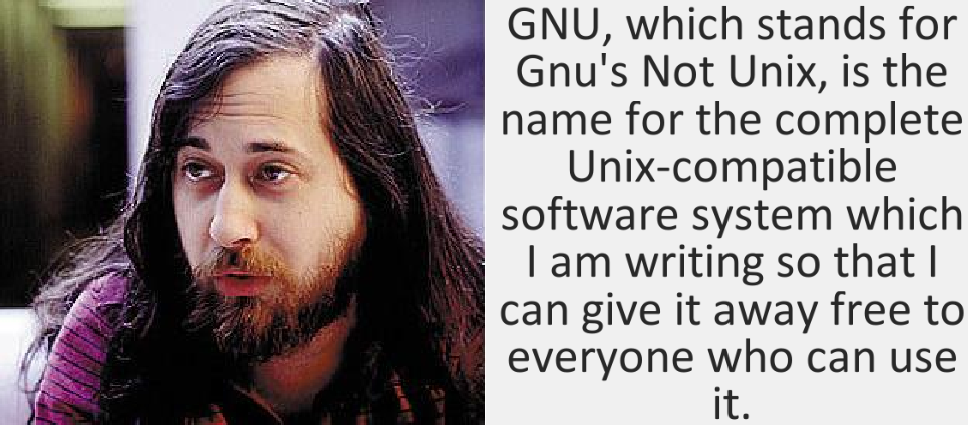 GNU, which stands for
Gnu's Not Unix, is the
name for the complete
Unix-compatible
software system which
I am writing so that I
can give it away free to
everyone who can use
it.